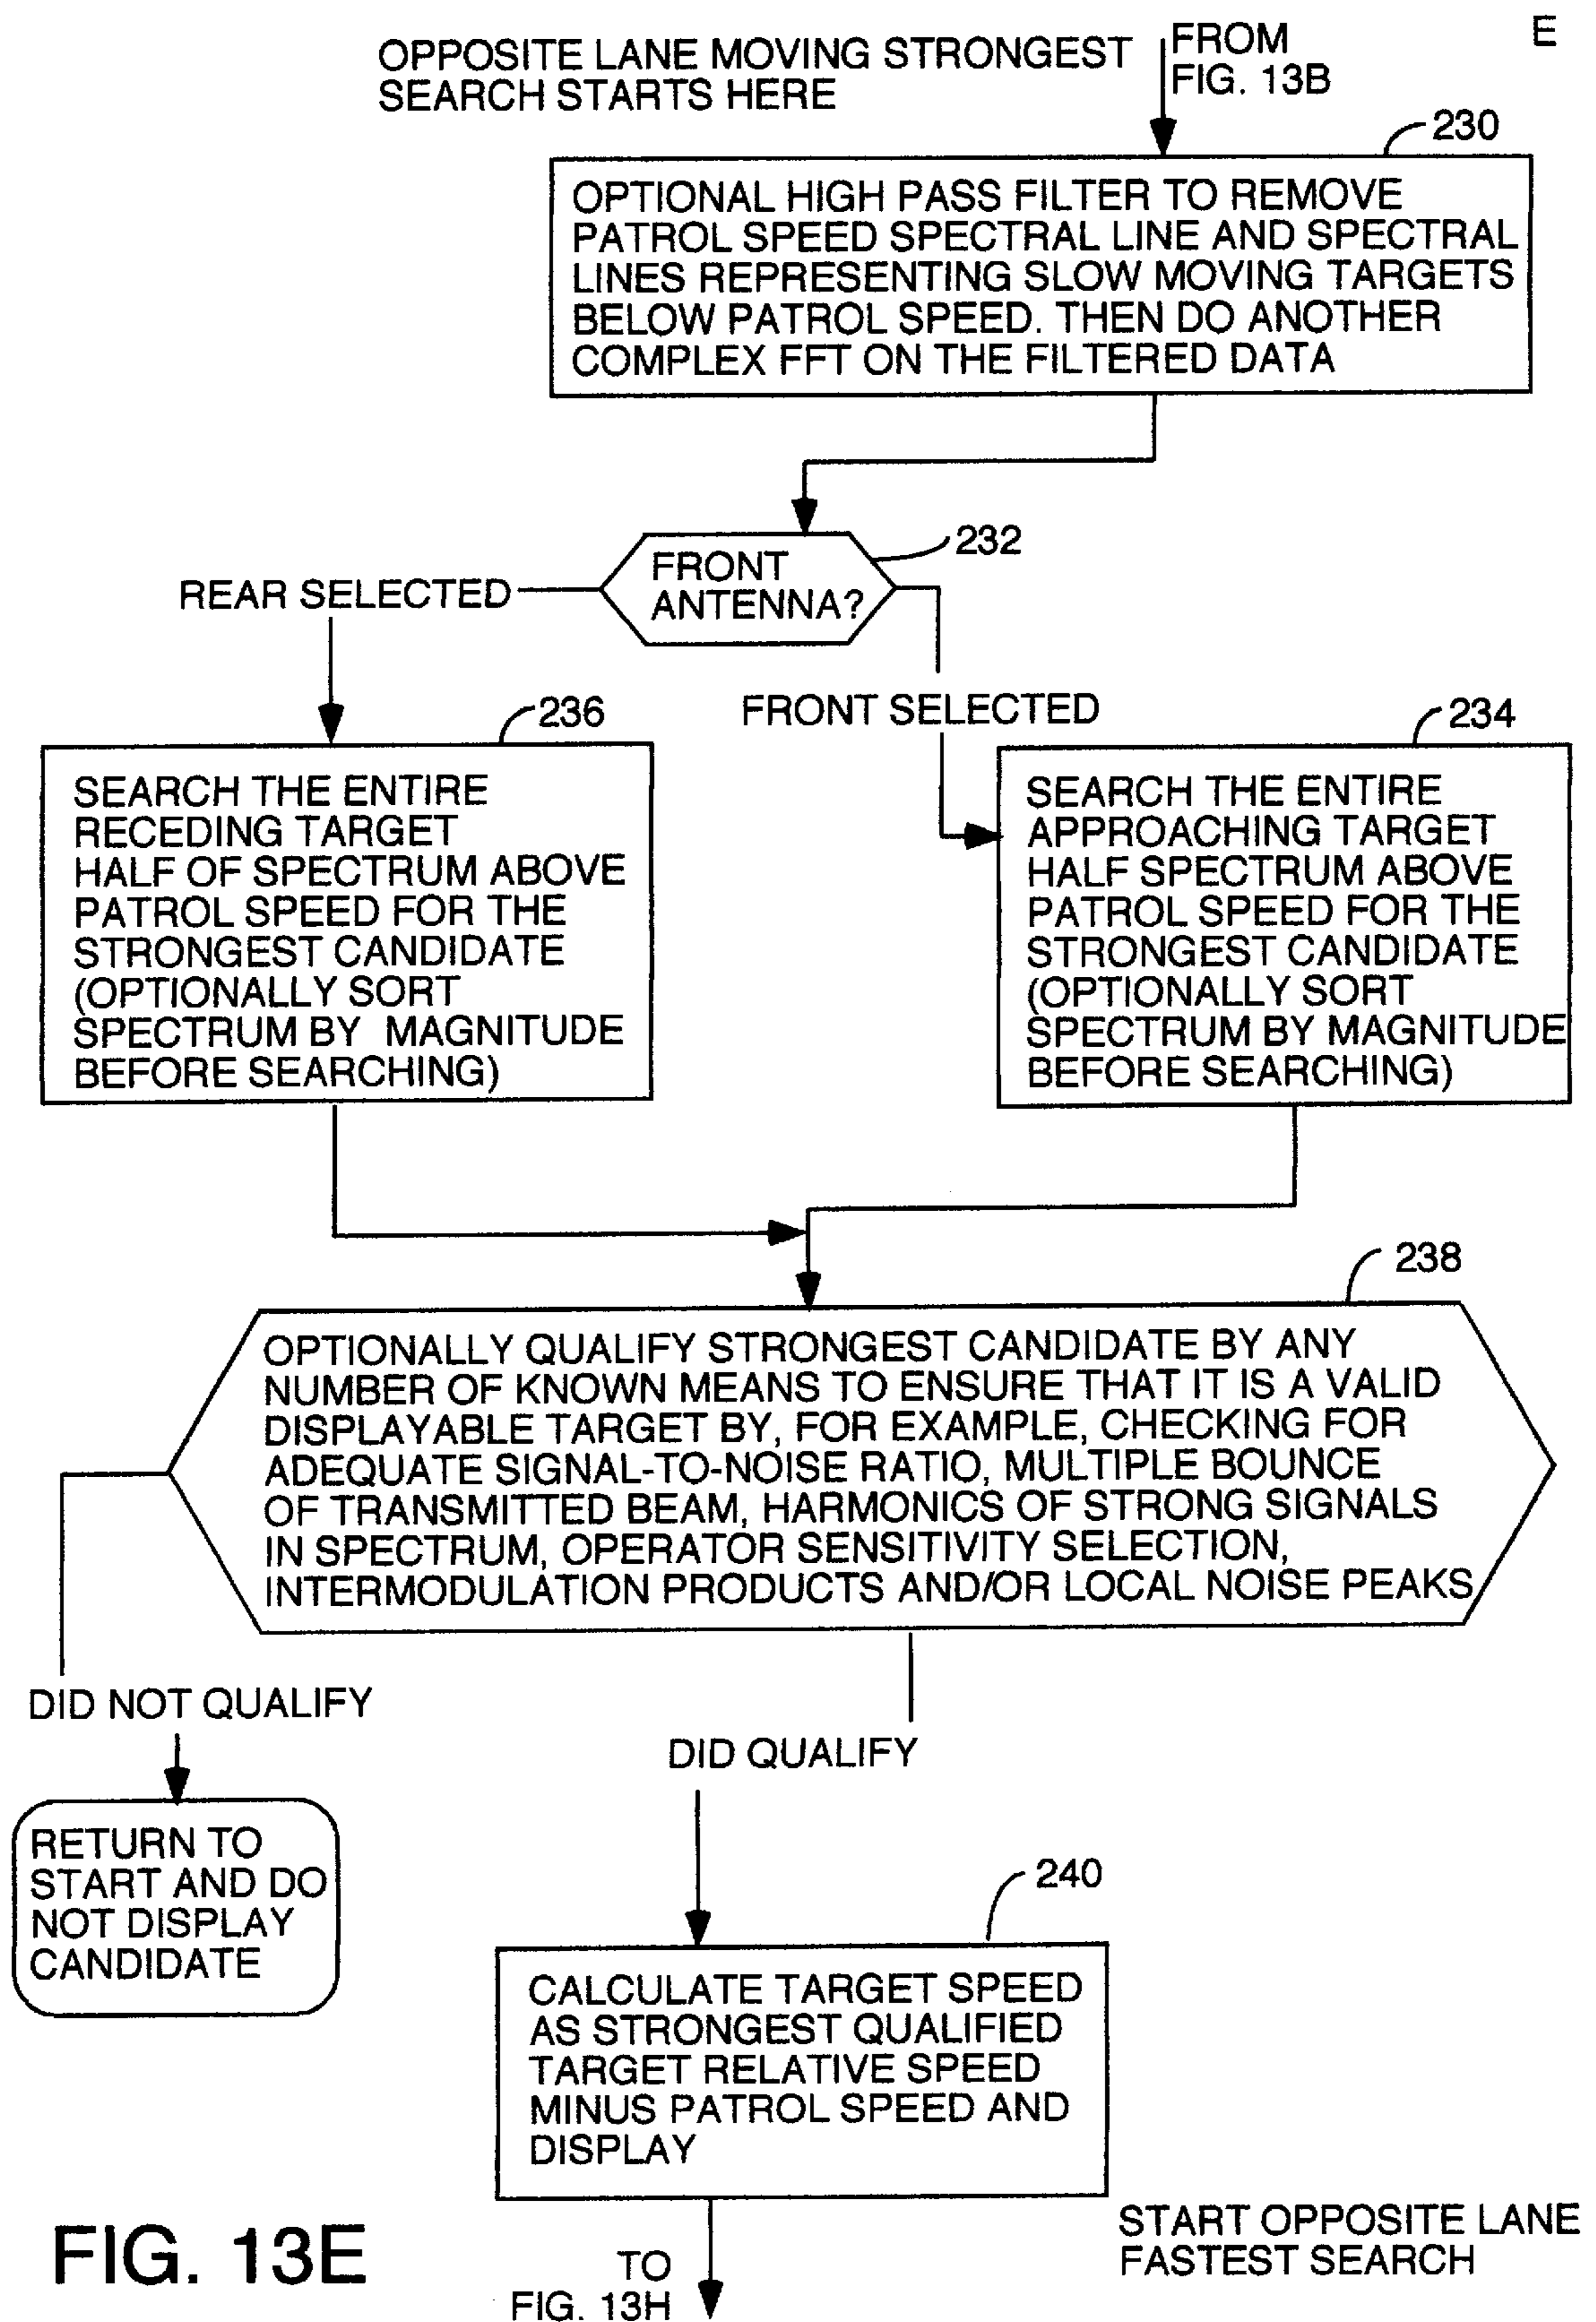 E
OPPOSITE LANE MOVING STRONGEST
SEARCH STARTS HERE
FROM
FIG. 13B
230
OPTIONAL HIGH PASS FILTER TO REMOVE
PATROL SPEED SPECTRAL LINE AND SPECTRAL
LINES REPRESENTING SLOW MOVING TARGETS
BELOW PATROL SPEED. THEN DO ANOTHER
COMPLEX FFT ON THE FILTERED DATA
232
FRONT
ANTENNA?
REAR SELECTED
FRONT SELECTED
236
SEARCH THE ENTIRE
RECEDING TARGET
HALF OF SPECTRUM ABOVE
PATROL SPEED FOR THE
STRONGEST CANDIDATE
(OPTIONALLY SORT
SPECTRUM BY MAGNITUDE
BEFORE SEARCHING)
234
SEARCH THE ENTIRE
APPROACHING TARGET
HALF SPECTRUM ABOVE
PATROL SPEED FOR THE
STRONGEST CANDIDATE
(OPTIONALLY SORT
SPECTRUM BY MAGNITUDE
BEFORE SEARCHING)
238
OPTIONALLY QUALIFY STRONGEST CANDIDATE BY ANY
NUMBER OF KNOWN MEANS TO ENSURE THAT IT IS A VALID
DISPLAYABLE TARGET BY, FOR EXAMPLE, CHECKING FOR
ADEQUATE SIGNAL-TO-NOISE RATIO, MULTIPLE BOUNCE
OF TRANSMITTED BEAM, HARMONICS OF STRONG SIGNALS
IN SPECTRUM, OPERATOR SENSITIVITY SELECTION,
INTERMODULATION PRODUCTS AND/OR LOCAL NOISE PEAKS
DID NOT QUALIFY
DID QUALIFY
RETURN TO
START AND DO
NOT DISPLAY
CANDIDATE
240
CALCULATE TARGET SPEED
AS STRONGEST QUALIFIED
TARGET RELATIVE SPEED
MINUS PATROL SPEED AND
DISPLAY
START OPPOSITE LANE
FASTEST SEARCH
FIG. 13E
TO
FIG. 13H